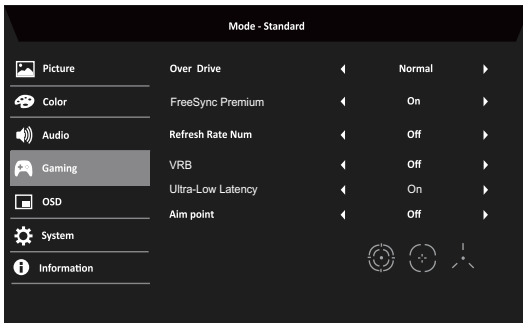 Mode - Standard
Picture
Color
Audio
Gaming
OSD
System
Information
Over Drive Normal
FreeSync Premium On
Refresh Rate Num Off
VRB Off
Ultra-Low Latency On
Aim point Off